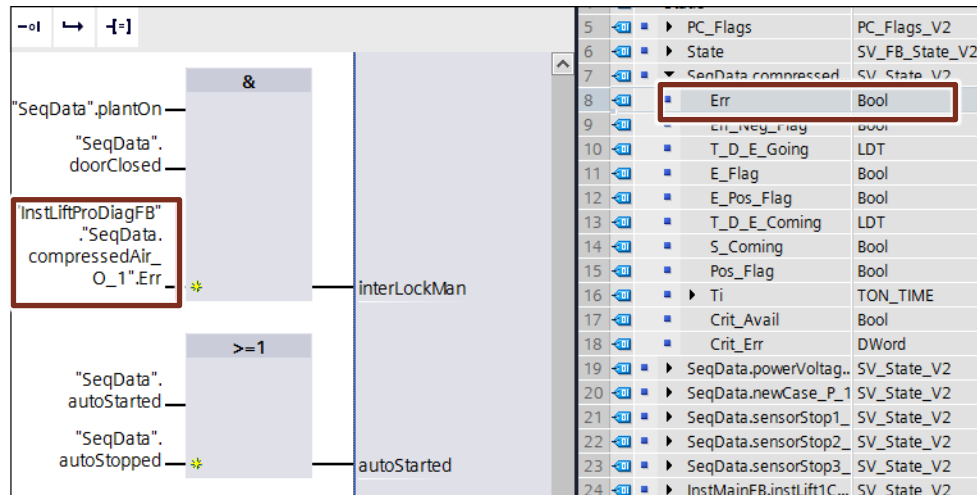 &
"SeqData".plantOn
"SeqData".
doorClosed
"InstLiftProDiagFB"
."SeqData.
compressedAir_
O_1".Err
interLockMan
>=1
"SeqData".
autoStarted
"SeqData".
autoStopped
autoStarted
5 PC_Flags PC_Flags_V2
6 State SV_FB_State_V2
7 SeqData.compressed SV_State_V2
8 Err Bool
9 Err_Neg_Flag Bool
10 T_D_E_Going LDT
11 E_Flag Bool
12 E_Pos_Flag Bool
13 T_D_E_Coming LDT
14 S_Coming Bool
15 Pos_Flag Bool
16 Ti TON_TIME
17 Crit_Avail Bool
18 Crit_Err DWord
19 SeqData.powerVoltag.. SV_State_V2
20 SeqData.newCase_P_1 SV_State_V2
21 SeqData.sensorStop1_ SV_State_V2
22 SeqData.sensorStop2_ SV_State_V2
23 SeqData.sensorStop3_ SV_State_V2
24 InstMainFB.instLift1C... SV_State_V2